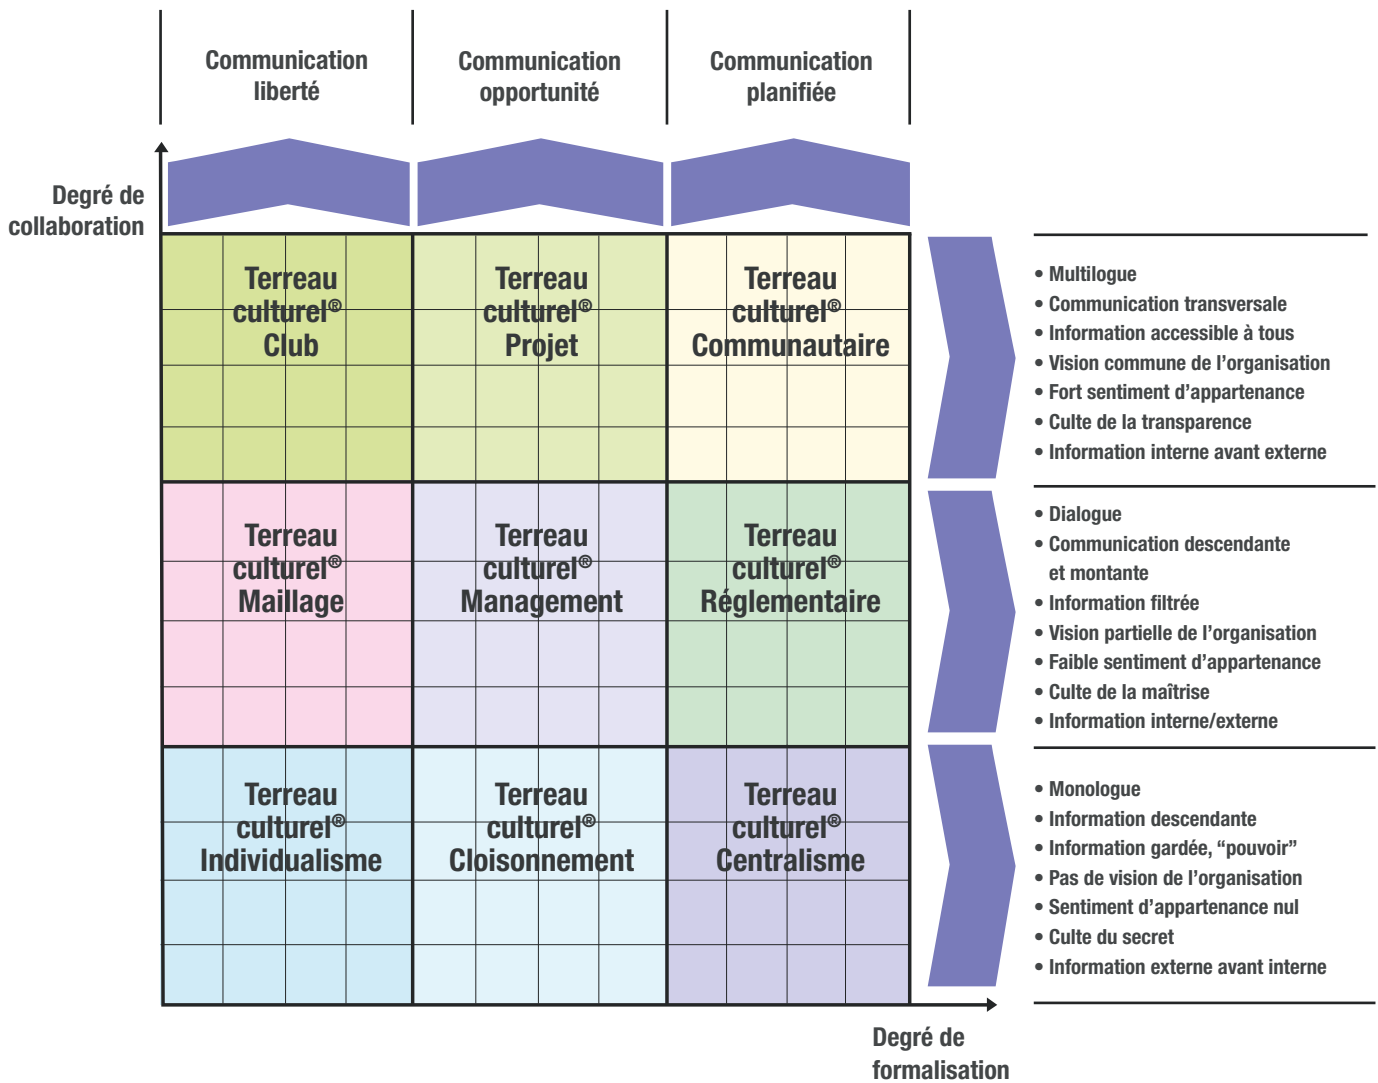 Communication
liberté
Communication
opportunité
Communication
planifiée
Degré de
collaboration
Terreau
culturel®
Club
Terreau
culturel®
Projet
Terreau
culturel®
Communautaire
• Multilogue
• Communication transversale
• Information accessible à tous
• Vision commune de l’organisation
• Fort sentiment d’appartenance
• Culte de la transparence
• Information interne avant externe
Terreau
culturel®
Maillage
Terreau
culturel®
Management
Terreau
culturel®
Réglementaire
• Dialogue
• Communication descendante
et montante
• Information filtrée
• Vision partielle de l’organisation
• Faible sentiment d’appartenance
• Culte de la maîtrise
• Information interne/externe
Terreau
culturel®
Individualisme
Terreau
culturel®
Cloisonnement
Terreau
culturel®
Centralisme
• Monologue
• Information descendante
• Information gardée, “pouvoir”
• Pas de vision de l’organisation
• Sentiment d’appartenance nul
• Culte du secret
• Information externe avant interne
Degré de
formalisation